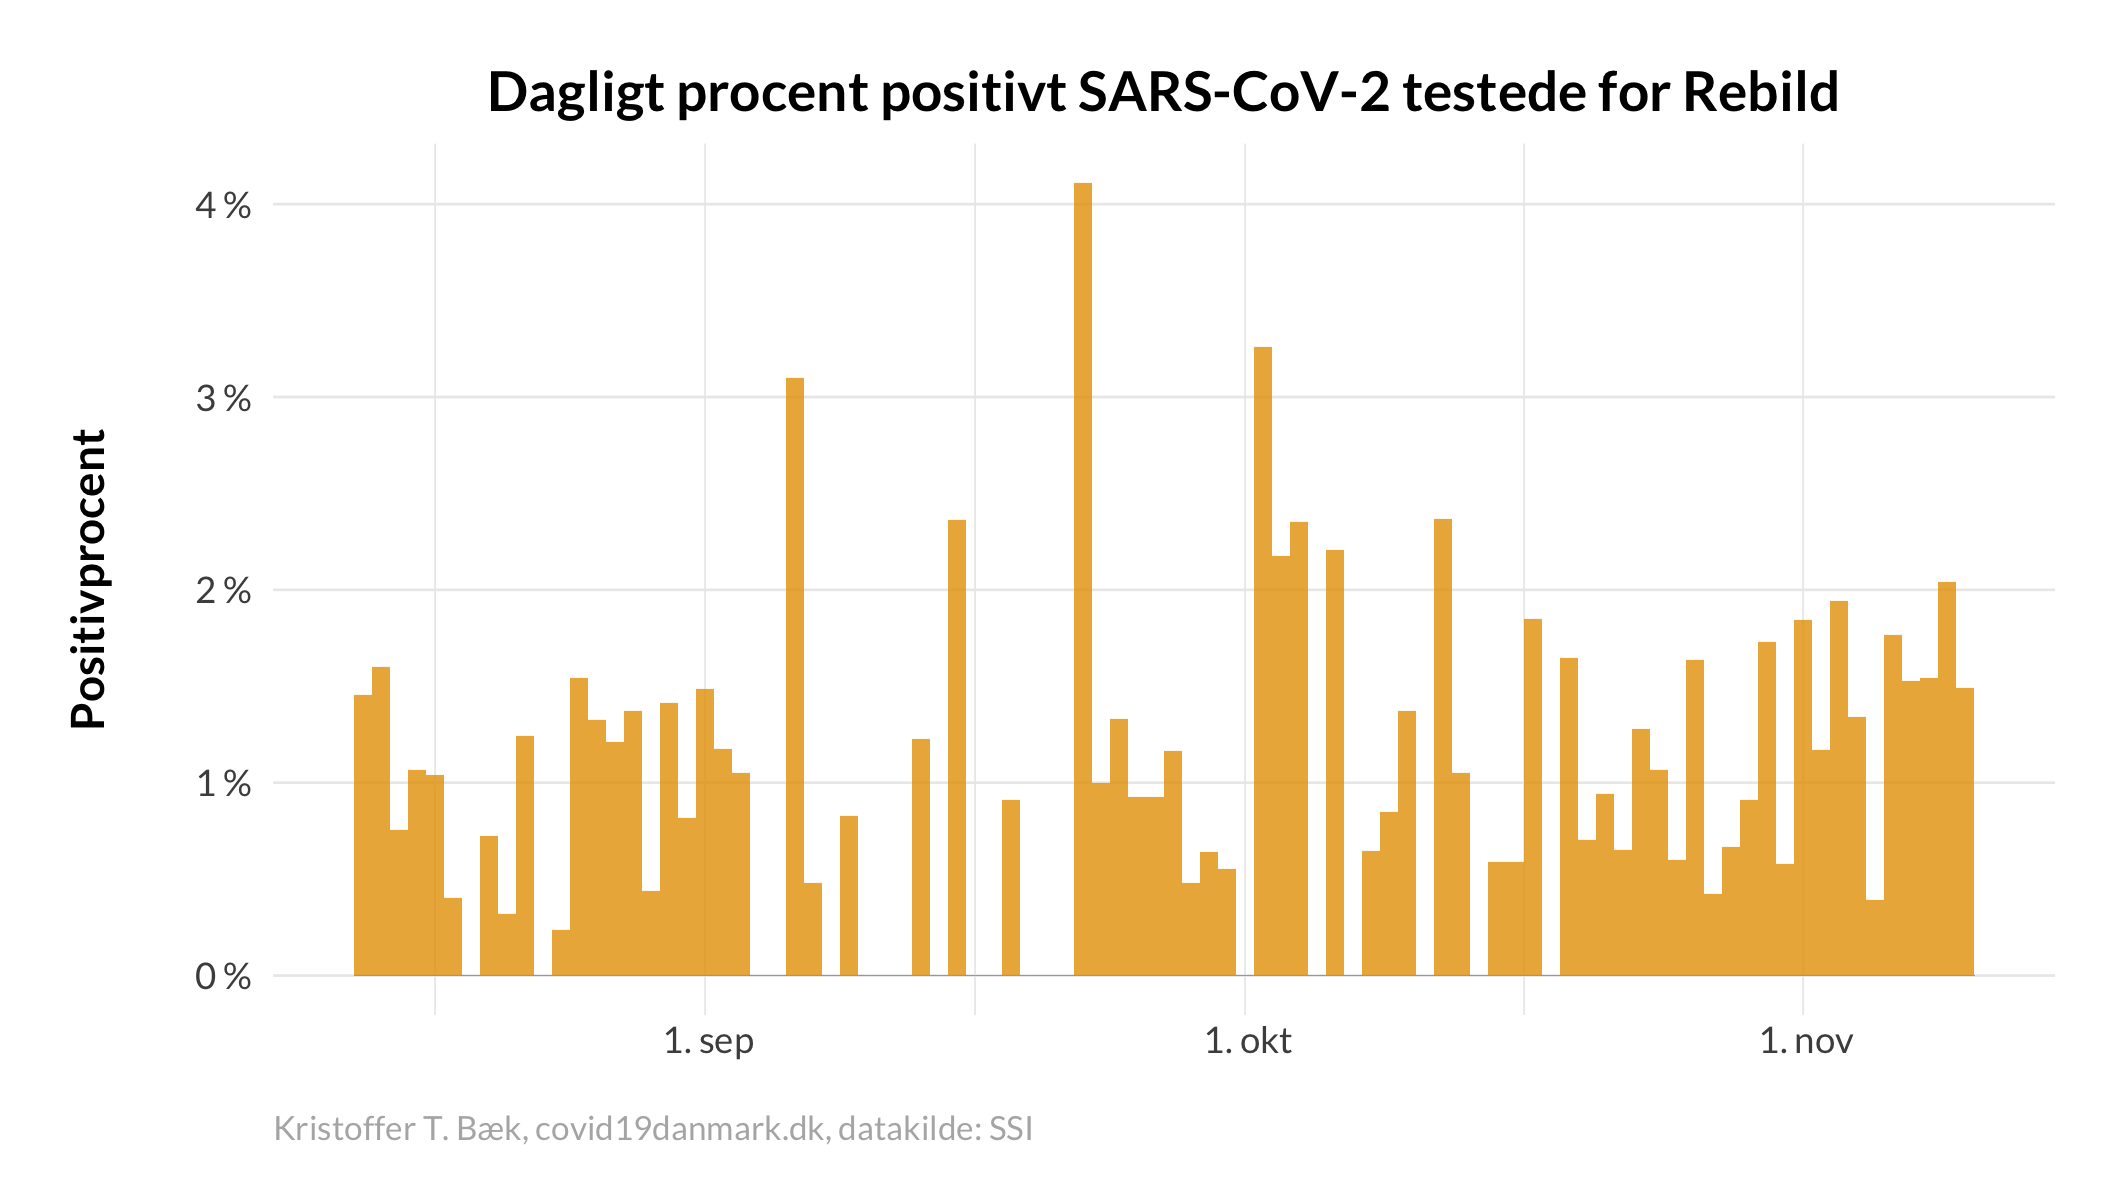 Dagligt procent positivt SARS-CoV-2 testede for Rebild
Positivprocent
4 %
3 %
2 %
1 %
0 %
1. sep
1. okt
1. nov
Kristoffer T. Bæk, covid19danmark.dk, datakilde: SSI